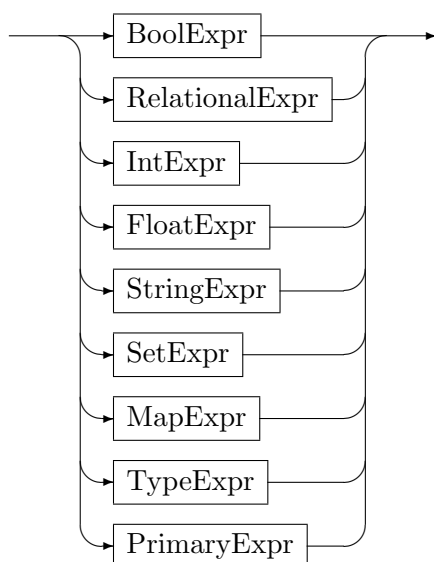 BoolExpr
RelationalExpr
IntExpr
FloatExpr
StringExpr
SetExpr
MapExpr
TypeExpr
PrimaryExpr